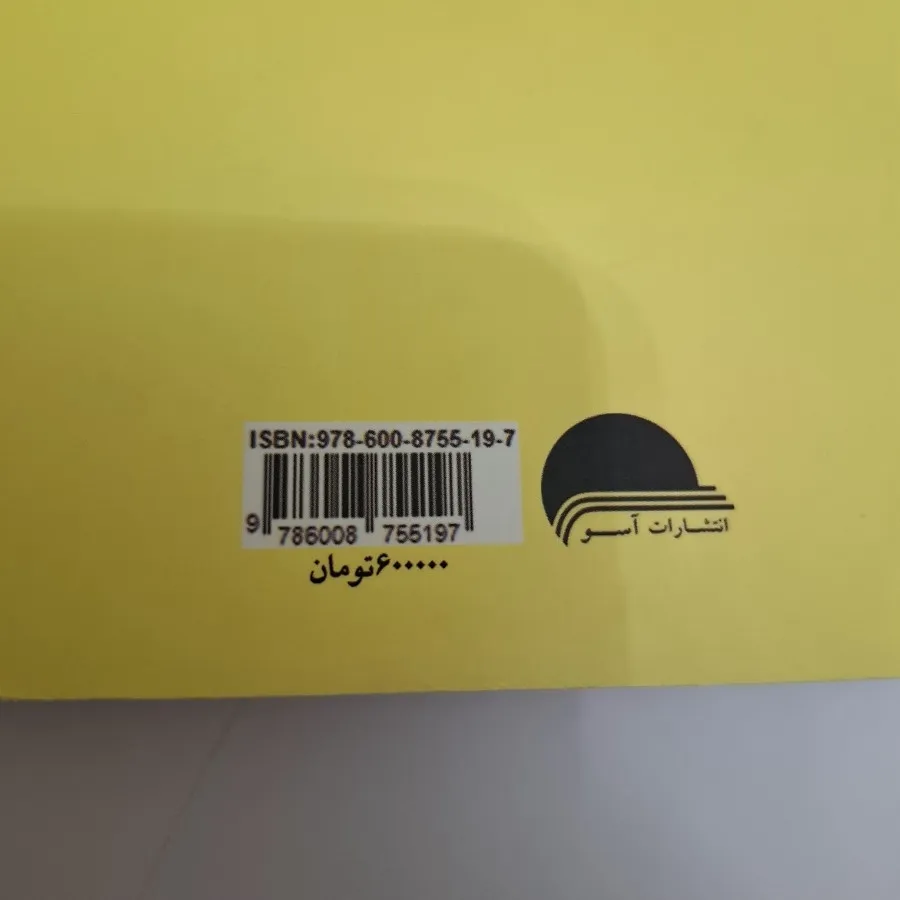 ISBN:978-600-8755-19-7
9 786008 755197
۶۰۰۰۰۰تومان
انتشارات آسو